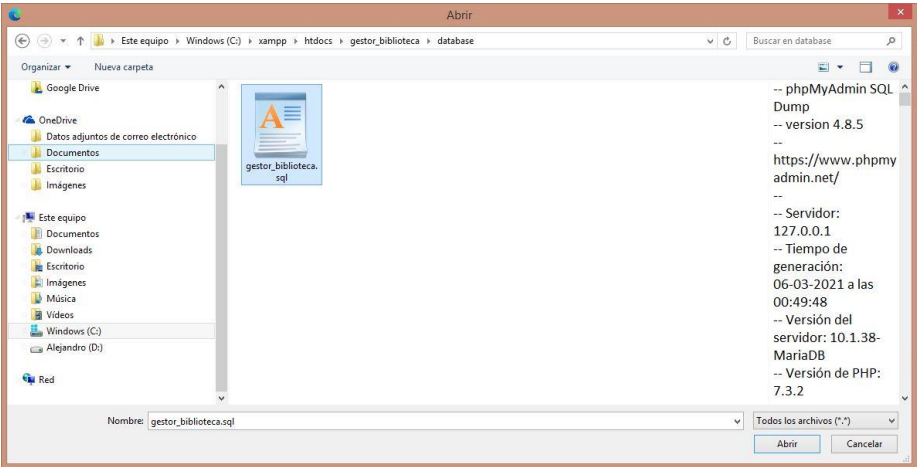 Abrir
Este equipo
Windows (C:)
xampp
htdocs
gestor_biblioteca
database
Buscar en database
Organizar
Nueva carpeta
Google Drive
OneDrive
Datos adjuntos de correo electrónico
Documentos
Escritorio
Imágenes
Este equipo
Documentos
Downloads
Escritorio
Imágenes
Música
Vídeos
Windows (C:)
Alejandro (D:)
Red
gestor_biblioteca.
sql
-- phpMyAdmin SQL
Dump
-- version 4.8.5
--
https://www.phpmy
admin.net/
--
-- Servidor:
127.0.0.1
-- Tiempo de
generación:
06-03-2021 a las
00:49:48
-- Versión del
servidor: 10.1.38-
MariaDB
-- Versión de PHP:
7.3.2
Nombre: gestor_biblioteca.sql
Todos los archivos (*.*)
Abrir
Cancelar